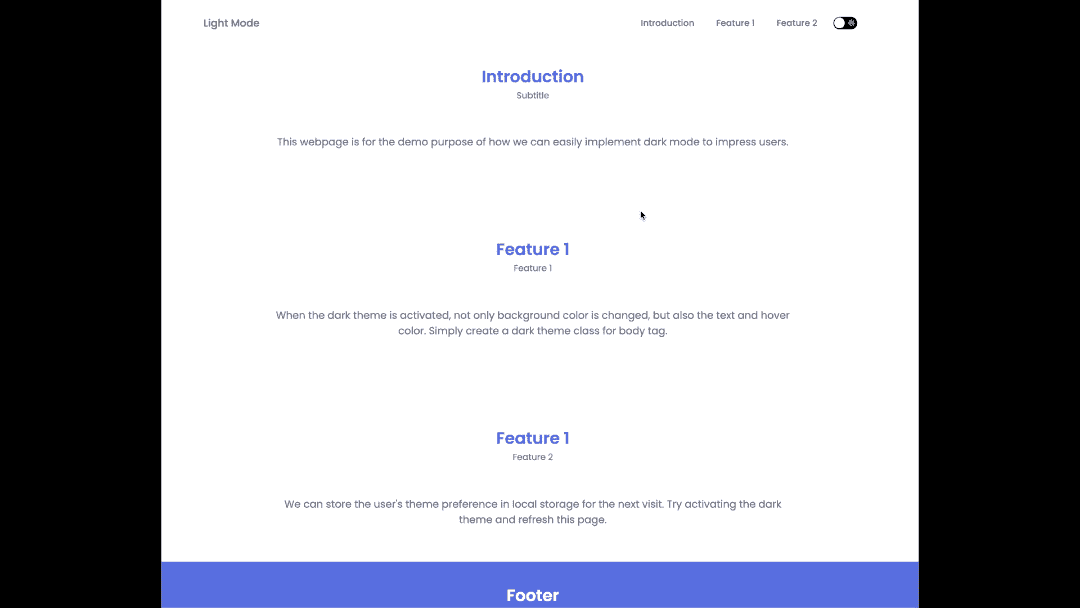 Light Mode
Introduction
Feature 1
Feature 2
Introduction
Subtitle
This webpage is for the demo purpose of how we can easily implement dark mode to impress users.
Feature 1
Feature 1
When the dark theme is activated, not only background color is changed, but also the text and hover
color. Simply create a dark theme class for body tag.
Feature 1
Feature 2
We can store the user's theme preference in local storage for the next visit. Try activating the dark
theme and refresh this page.
Footer